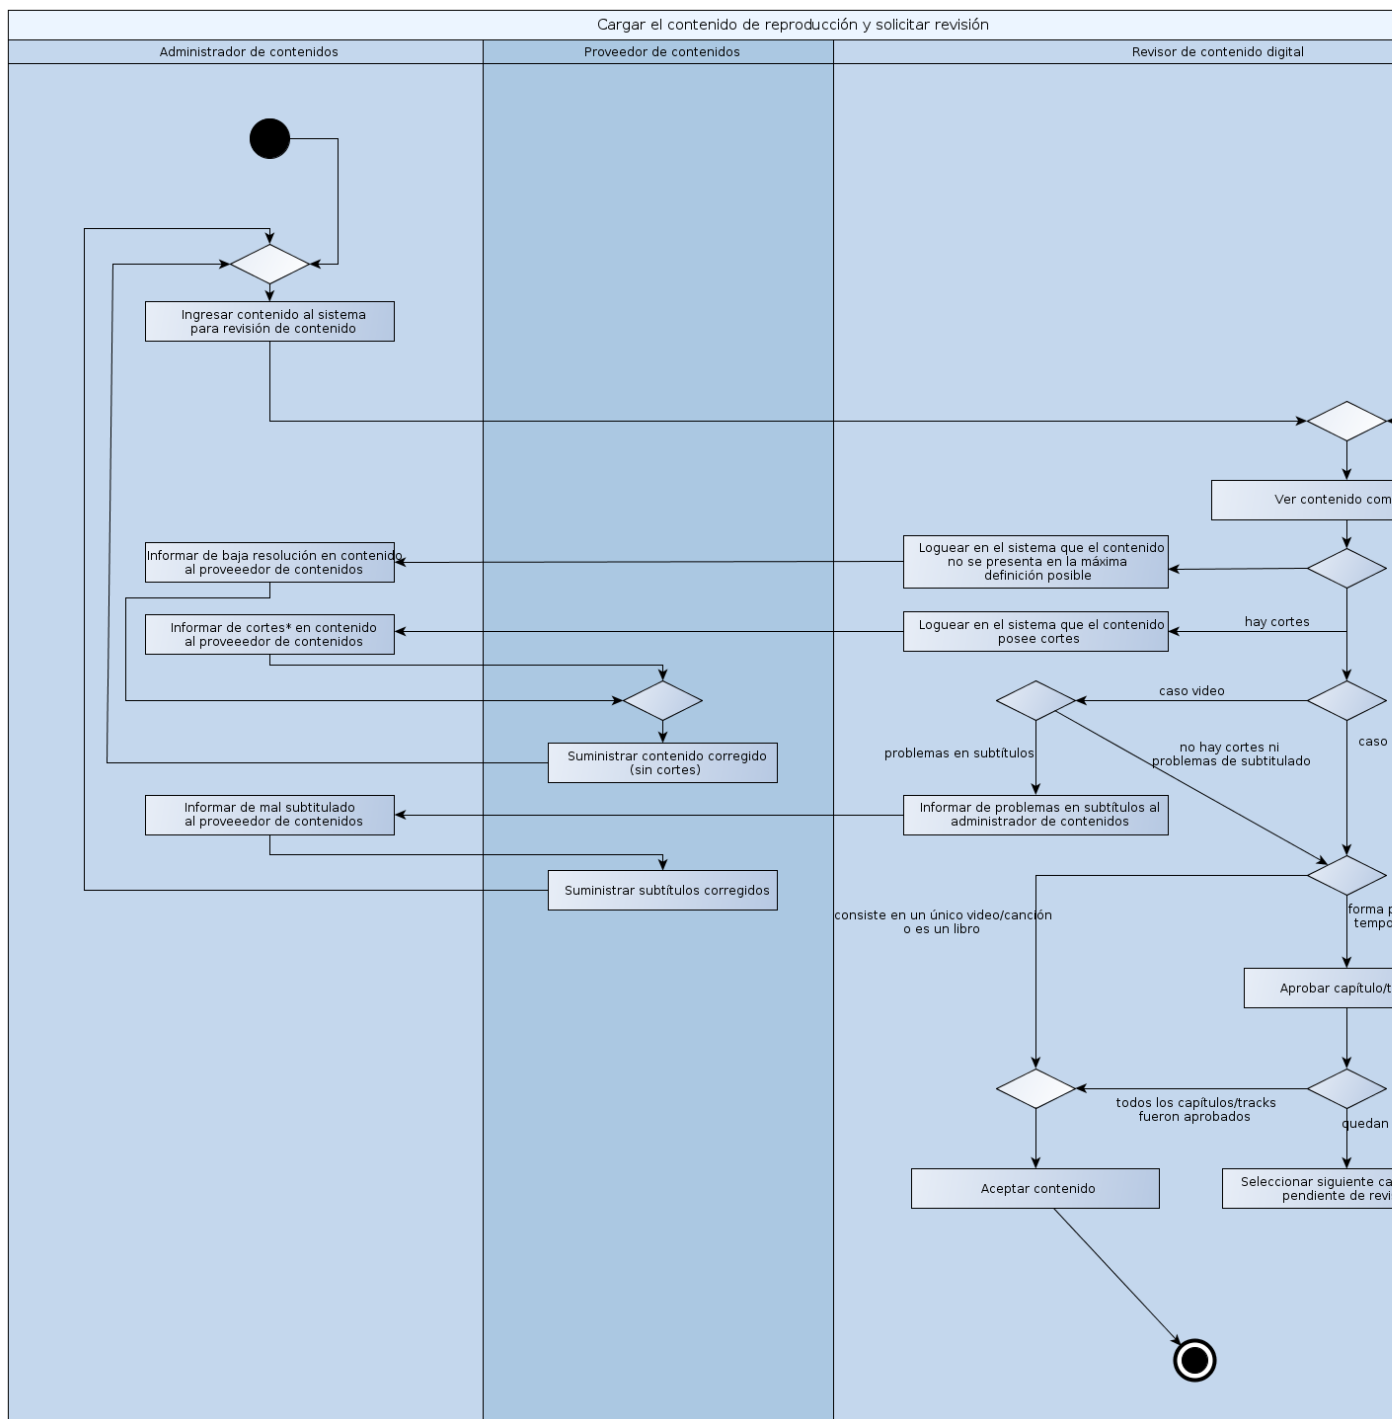 Cargar el contenido de reproducción y solicitar revisión
Administrador de contenidos
Proveedor de contenidos
Revisor de contenido digital
Ingresar contenido al sistema
para revisión de contenido
Ver contenido com
Informar de baja resolución en contenido
al proveeedor de contenidos
Loguear en el sistema que el contenido
no se presenta en la máxima
definición posible
Informar de cortes* en contenido
al proveeedor de contenidos
Loguear en el sistema que el contenido
posee cortes
hay cortes
caso video
caso
problemas en subtítulos
no hay cortes ni
problemas de subtitulado
Suministrar contenido corregido
(sin cortes)
Informar de mal subtitulado
al proveeedor de contenidos
Informar de problemas en subtítulos al
administrador de contenidos
Suministrar subtítulos corregidos
consiste en un único video/canción
o es un libro
forma p
tempo
Aprobar capítulo/t
todos los capítulos/tracks
fueron aprobados
quedan
Aceptar contenido
Seleccionar siguiente ca
pendiente de revi